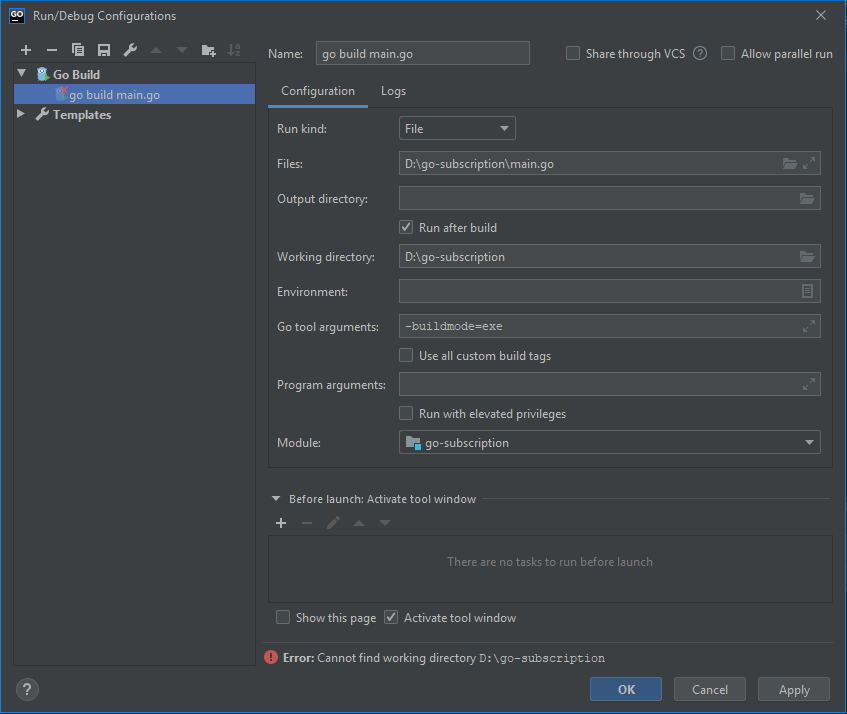 GO
Run/Debug Configurations
Go Build
go build main.go
Templates
Name: go build main.go
Share through VCS ?
Allow parallel run
Configuration
Logs
Run kind: File
Files: D:\go-subscription\main.go
Output directory:
Run after build
Working directory: D:\go-subscription
Environment:
Go tool arguments: -buildmode=exe
Use all custom build tags
Program arguments:
Run with elevated privileges
Module: go-subscription
Before launch: Activate tool window
There are no tasks to run before launch
Show this page
Activate tool window
Error: Cannot find working directory D:\go-subscription
?
OK
Cancel
Apply